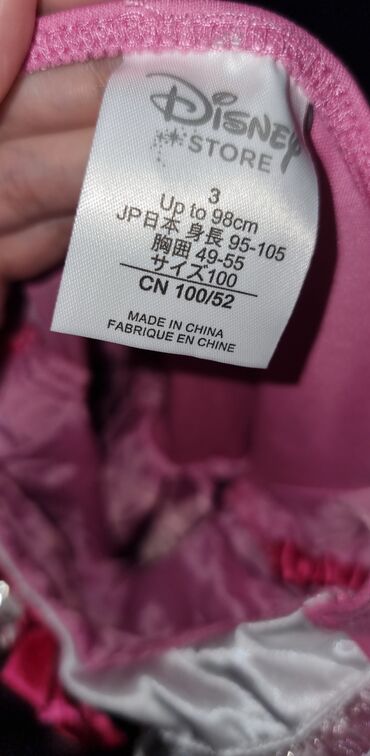 Disney
STORE
3
Up to 98cm
JP日本 身長 95-105
胸囲 49-55
サイズ100
CN 100/52
MADE IN CHINA
FABRIQUE EN CHINE